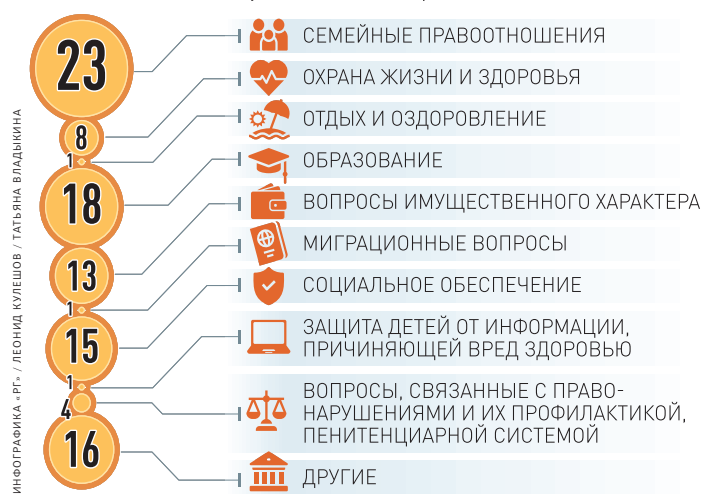 23
СЕМЕЙНЫЕ ПРАВООТНОШЕНИЯ
8
ОХРАНА ЖИЗНИ И ЗДОРОВЬЯ
1
ОТДЫХ И ОЗДОРОВЛЕНИЕ
18
ОБРАЗОВАНИЕ
13
ВОПРОСЫ ИМУЩЕСТВЕННОГО ХАРАКТЕРА
1
МИГРАЦИОННЫЕ ВОПРОСЫ
15
СОЦИАЛЬНОЕ ОБЕСПЕЧЕНИЕ
1
ЗАЩИТА ДЕТЕЙ ОТ ИНФОРМАЦИИ,
ПРИЧИНЯЮЩЕЙ ВРЕД ЗДОРОВЬЮ
4
ВОПРОСЫ, СВЯЗАННЫЕ С ПРАВО-
НАРУШЕНИЯМИ И ИХ ПРОФИЛАКТИКОЙ,
ПЕНИТЕНЦИАРНОЙ СИСТЕМОЙ
16
ДРУГИЕ
ИНФОГРАФИКА «РГ» / ЛЕОНИД КУЛЕШОВ / ТАТЬЯНА ВЛАДЫКИНА